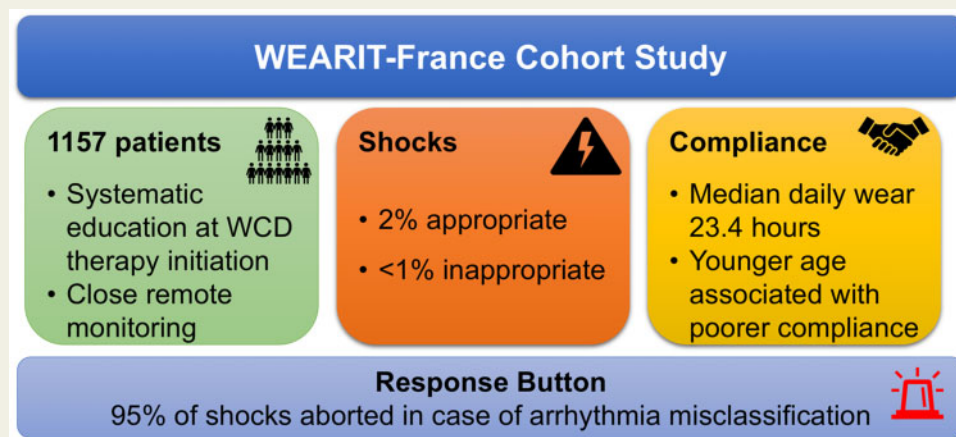 WEARIT-France Cohort Study
1157 patients
• Systematic
education at WCD
therapy initiation
• Close remote
monitoring
Shocks
• 2% appropriate
• <1% inappropriate
Compliance
• Median daily wear
23.4 hours
• Younger age
associated with
poorer compliance
Response Button
95% of shocks aborted in case of arrhythmia misclassification